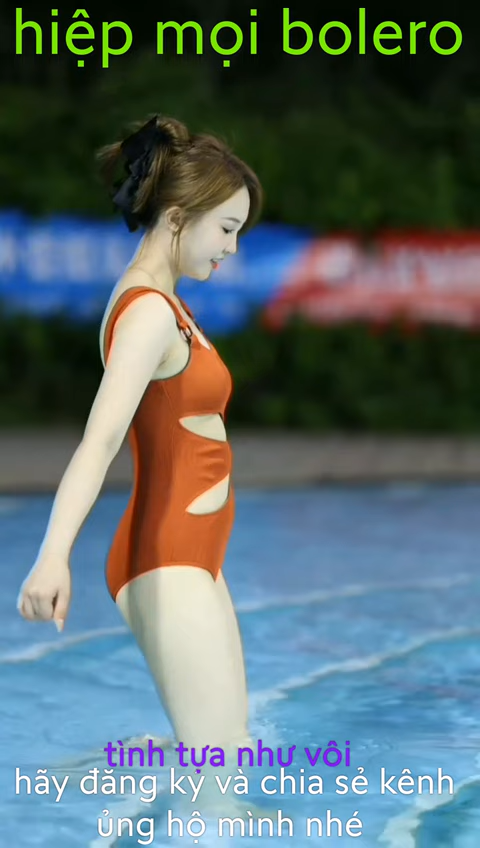 hiệp mọi bolero
tình tựa như vôi
hãy đăng ký và chia sẻ kênh
ủng hộ mình nhé